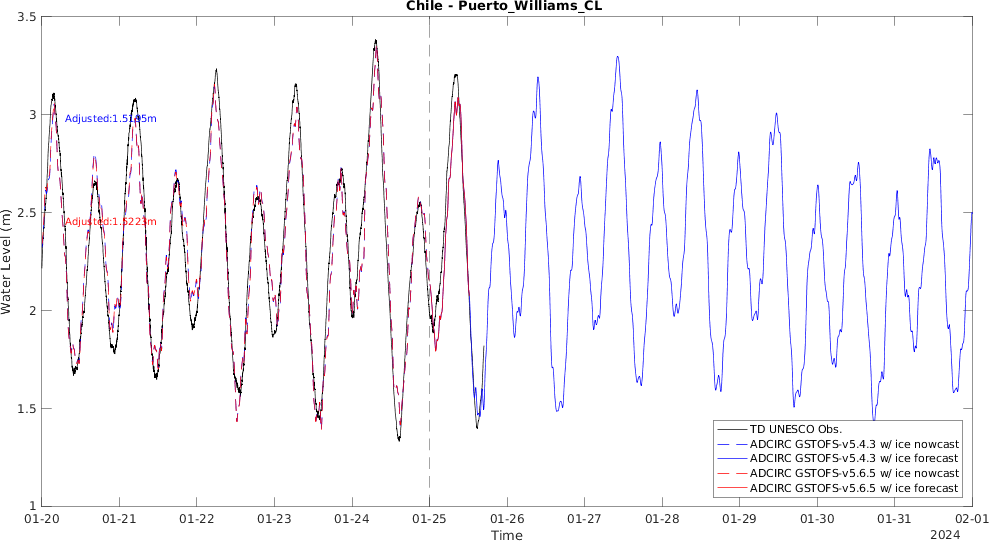 Chile - Puerto_Williams_CL
3.5
3
2.5
2
1.5
1
Water Level (m)
Adjusted:1.5195m
Adjusted:1.5223m
TD UNESCO Obs.
ADCIRC GSTOFS-v5.4.3 w/ ice nowcast
ADCIRC GSTOFS-v5.4.3 w/ ice forecast
ADCIRC GSTOFS-v5.6.5 w/ ice nowcast
ADCIRC GSTOFS-v5.6.5 w/ ice forecast
01-20 01-21 01-22 01-23 01-24 01-25 01-26 01-27 01-28 01-29 01-30 01-31 02-01
Time
2024